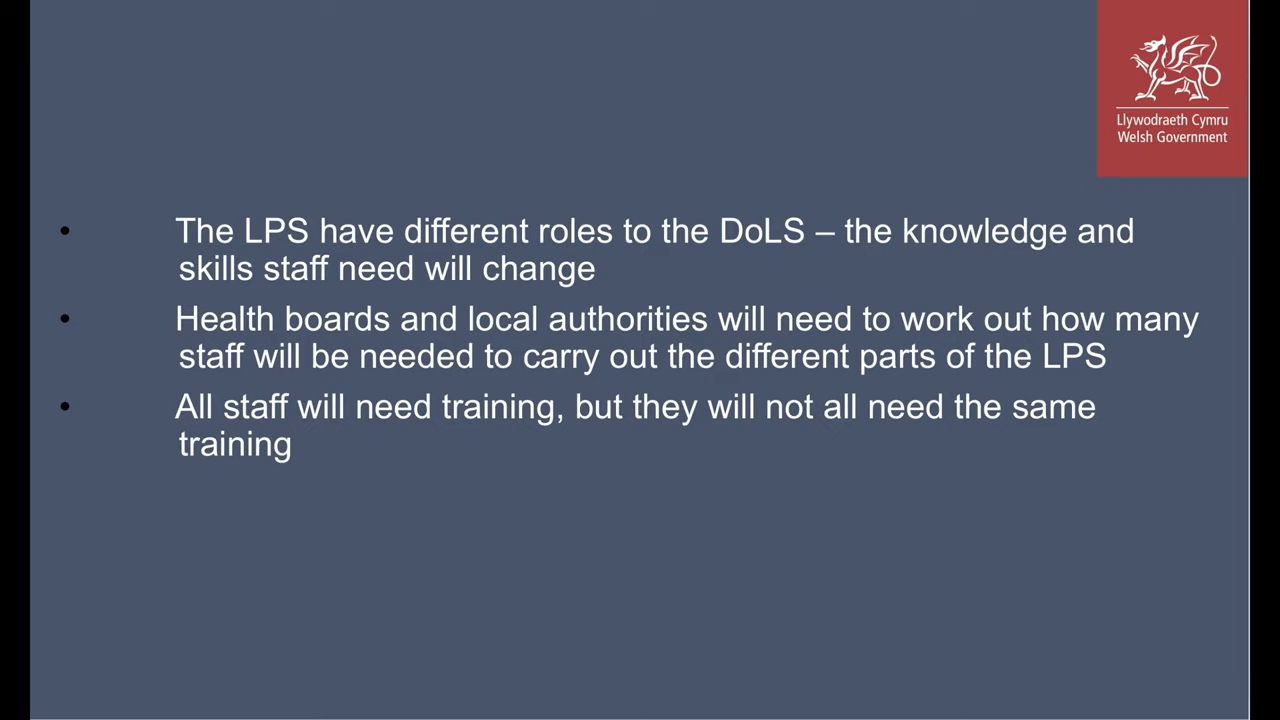 Llywodraeth Cymru
Welsh Government
• The LPS have different roles to the DoLS – the knowledge and
skills staff need will change
• Health boards and local authorities will need to work out how many
staff will be needed to carry out the different parts of the LPS
• All staff will need training, but they will not all need the same
training